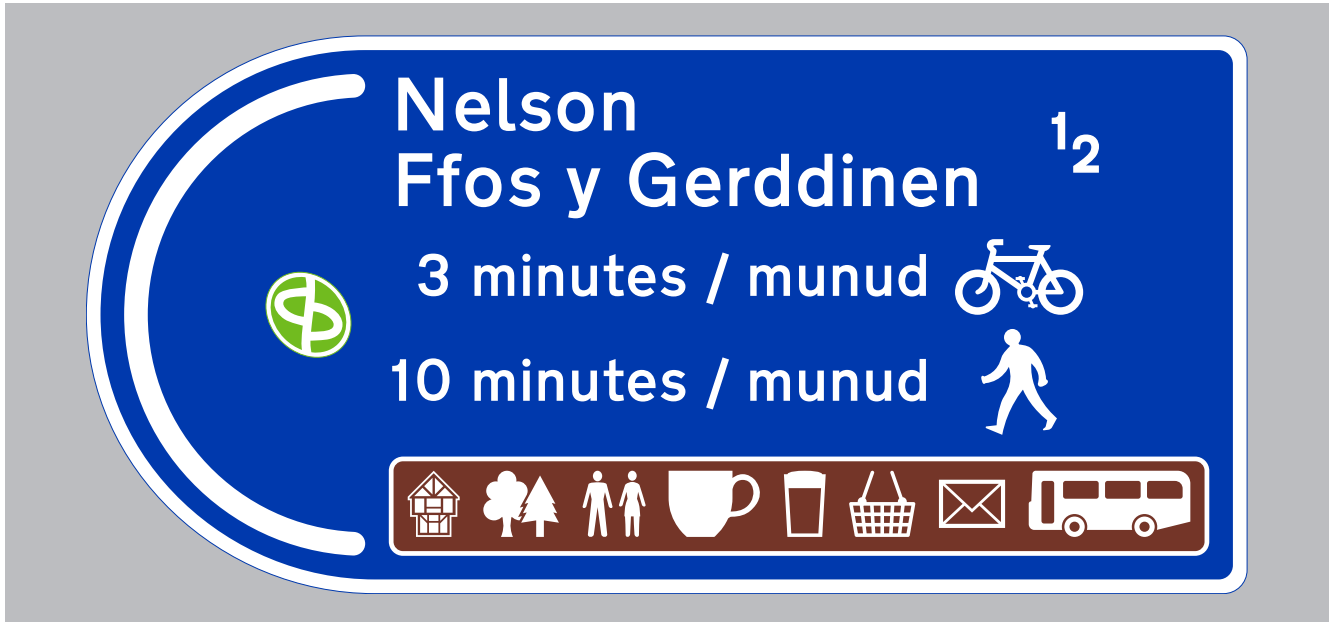 Nelson
Ffos y Gerddinen
½
3 minutes / munud
10 minutes / munud